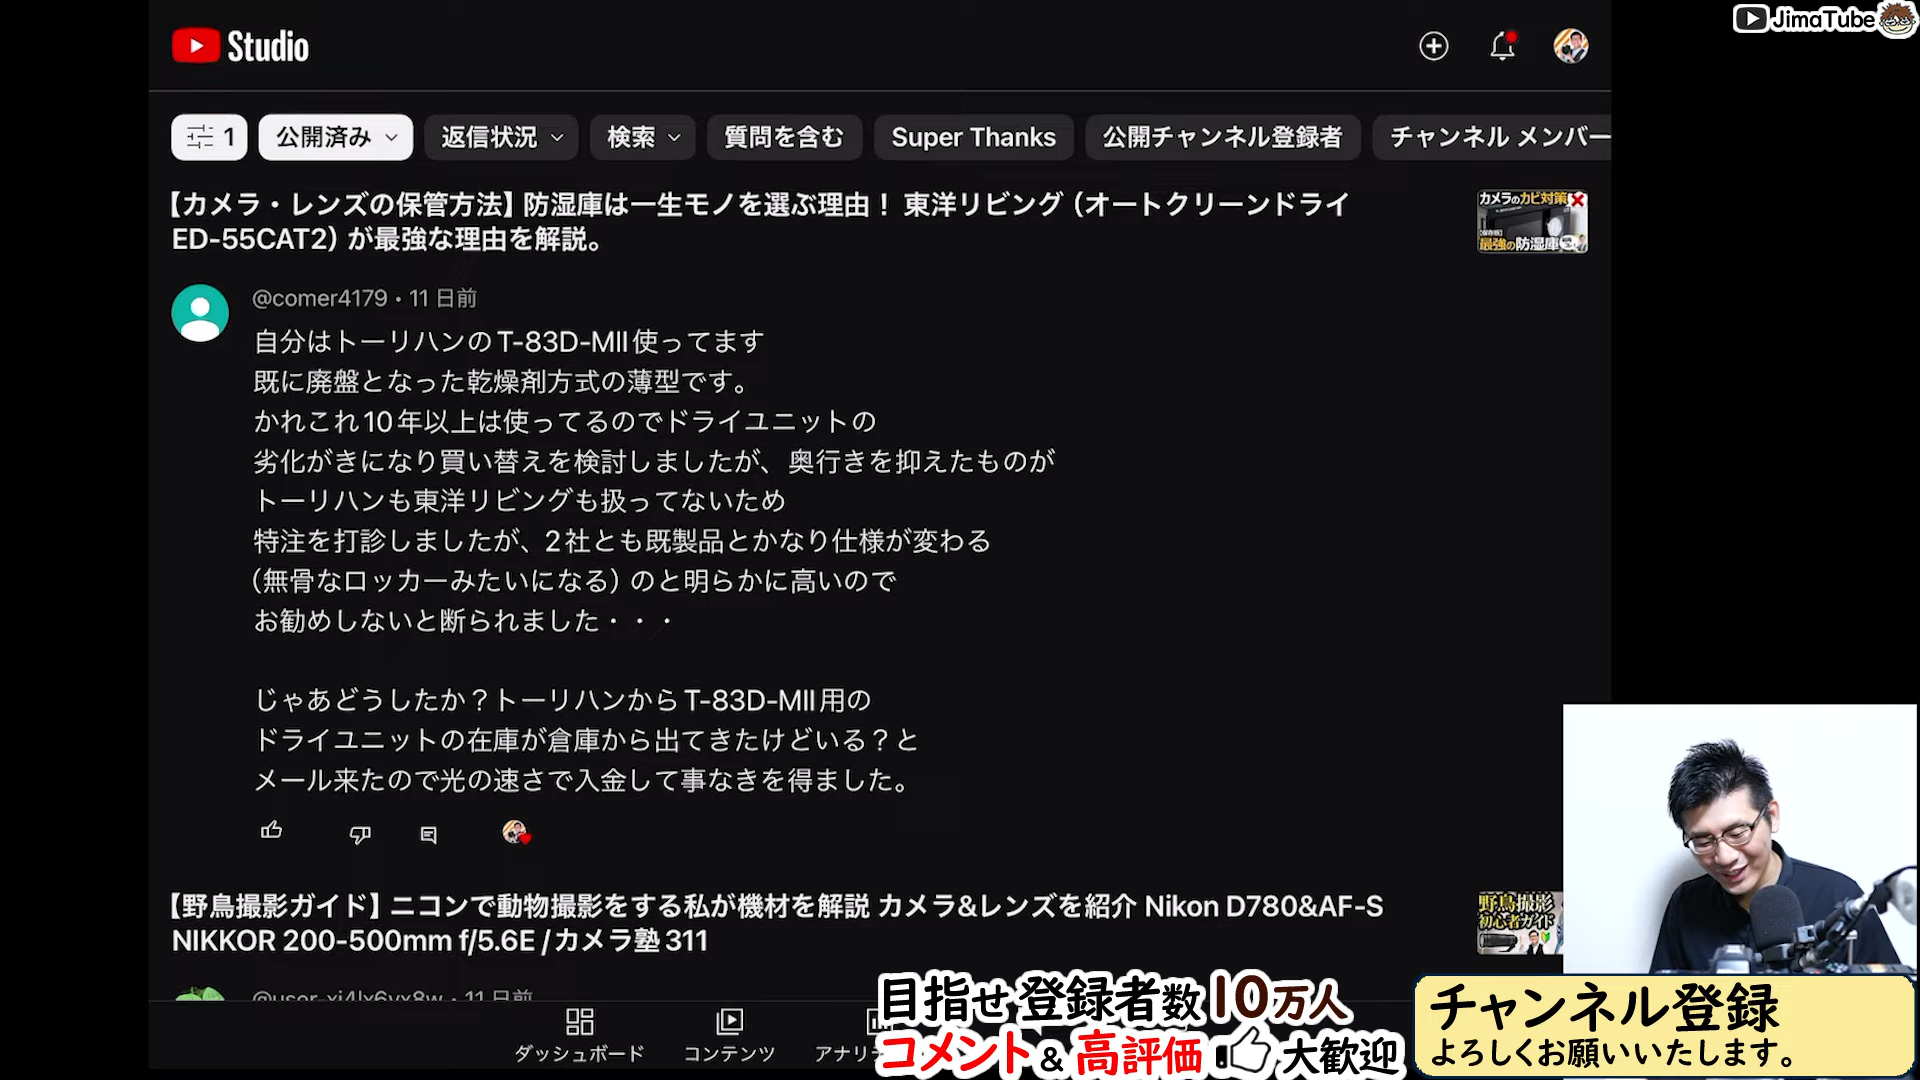 JimaTube
Studio
1
公開済み
返信状況
検索
質問を含む
Super Thanks
公開チャンネル登録者
チャンネル メンバー
【カメラ・レンズの保管方法】防湿庫は一生モノを選ぶ理由！ 東洋リビング（オートクリーンドライ
ED-55CAT2）が最強な理由を解説。
カメラのカビ対策
最強の防湿庫
@comer4179・11 日前
自分はトーリハンのT-83D-MII使ってます
既に廃盤となった乾燥剤方式の薄型です。
かれこれ10年以上は使ってるのでドライユニットの
劣化がきになり買い替えを検討しましたが、奥行きを抑えたものが
トーリハンも東洋リビングも扱ってないため
特注を打診しましたが、2社とも既製品とかなり仕様が変わる
（無骨なロッカーみたいになる）のと明らかに高いので
お勧めしないと断られました・・・
じゃあどうしたか？トーリハンからT-83D-MII用の
ドライユニットの在庫が倉庫から出てきたけどいる？と
メール来たので光の速さで入金して事なきを得ました。
【野鳥撮影ガイド】ニコンで動物撮影をする私が機材を解説 カメラ&レンズを紹介 Nikon D780&AF-S
NIKKOR 200-500mm f/5.6E /カメラ塾311
野鳥撮影
初心者ガイド
11 日前
ダッシュボード
コンテンツ
アナリ
目指せ 登録者数10万人
コメント&高評価 大歓迎
チャンネル登録
よろしくお願いいたします。